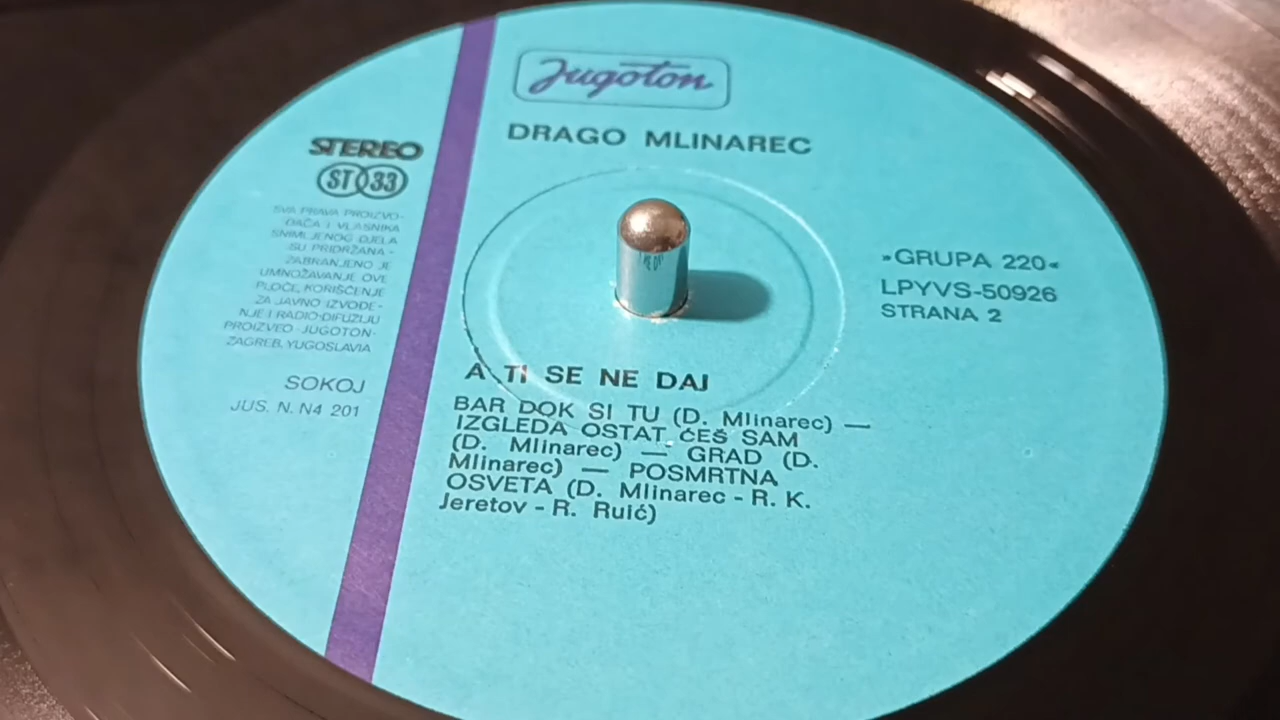 Jugoton
DRAGO MLINAREC
STEREO
ST 33
SVA PRAVA PROIZVO-
ĐAČA I VLASNIKA
SNIMLJENOG DJELA
SU PRIDRŽANA -
ZABRANJENO JE
UMNOŽAVANJE OVE
PLOČE, KORIŠĆENJE
ZA JAVNO IZVOĐE-
NJE I RADIO-DIFUZIJU
PROIZVEO JUGOTON-
ZAGREB, YUGOSLAVIA
SOKOJ
JUS. N. N4 201
»GRUPA 220«
LPYVS-50926
STRANA 2
A TI SE NE DAJ
BAR DOK SI TU (D. Mlinarec) —
IZGLEDA OSTAT ĆEŠ SAM
(D. Mlinarec) — GRAD (D.
Mlinarec) — POSMRTNA
OSVETA (D. Mlinarec - R. K.
Jeretov - R. Ruić)